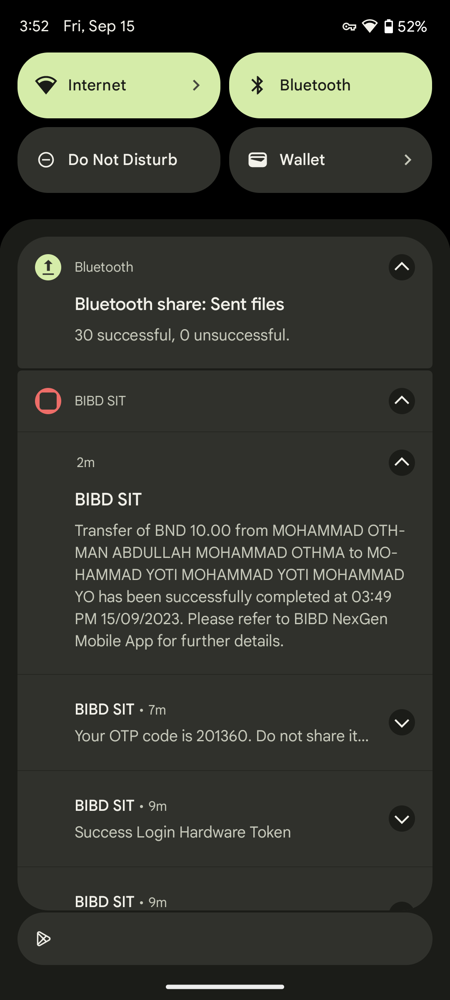 3:52 Fri, Sep 15 52%
Internet
Bluetooth
Do Not Disturb
Wallet
Bluetooth
Bluetooth share: Sent files
30 successful, 0 unsuccessful.
BIBD SIT
2m
BIBD SIT
Transfer of BND 10.00 from MOHAMMAD OTH-
MAN ABDULLAH MOHAMMAD OTHMA to MO-
HAMMAD YOTI MOHAMMAD YOTI MOHAMMAD
YO has been successfully completed at 03:49
PM 15/09/2023. Please refer to BIBD NexGen
Mobile App for further details.
BIBD SIT • 7m
Your OTP code is 201360. Do not share it...
BIBD SIT • 9m
Success Login Hardware Token
BIBD SIT • 9m